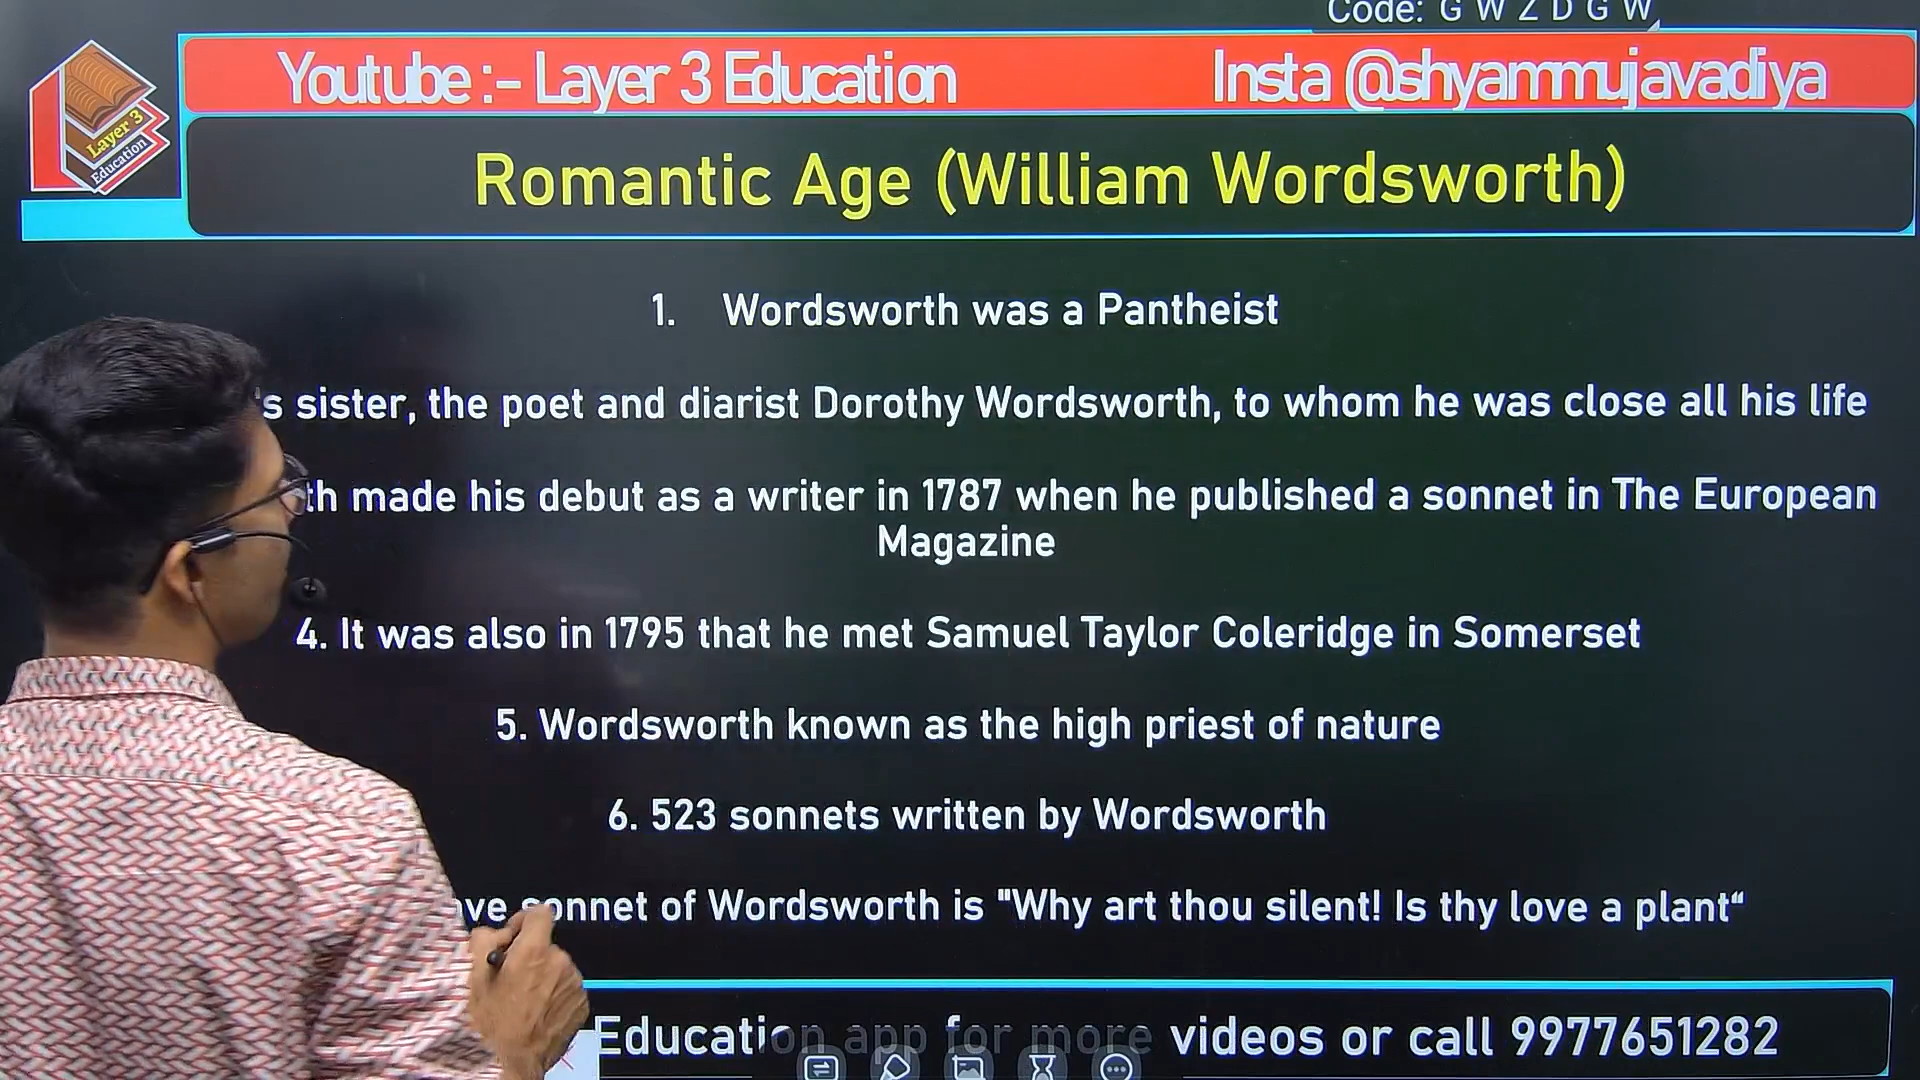 Code: G W Z D G W
Youtube :- Layer 3 Education
Insta @shyammujavadiya
Layer 3
Education
Romantic Age (William Wordsworth)
1. Wordsworth was a Pantheist
's sister, the poet and diarist Dorothy Wordsworth, to whom he was close all his life
th made his debut as a writer in 1787 when he published a sonnet in The European
Magazine
4. It was also in 1795 that he met Samuel Taylor Coleridge in Somerset
5. Wordsworth known as the high priest of nature
6. 523 sonnets written by Wordsworth
sonnet of Wordsworth is "Why art thou silent! Is thy love a plant“
Education app for more videos or call 9977651282